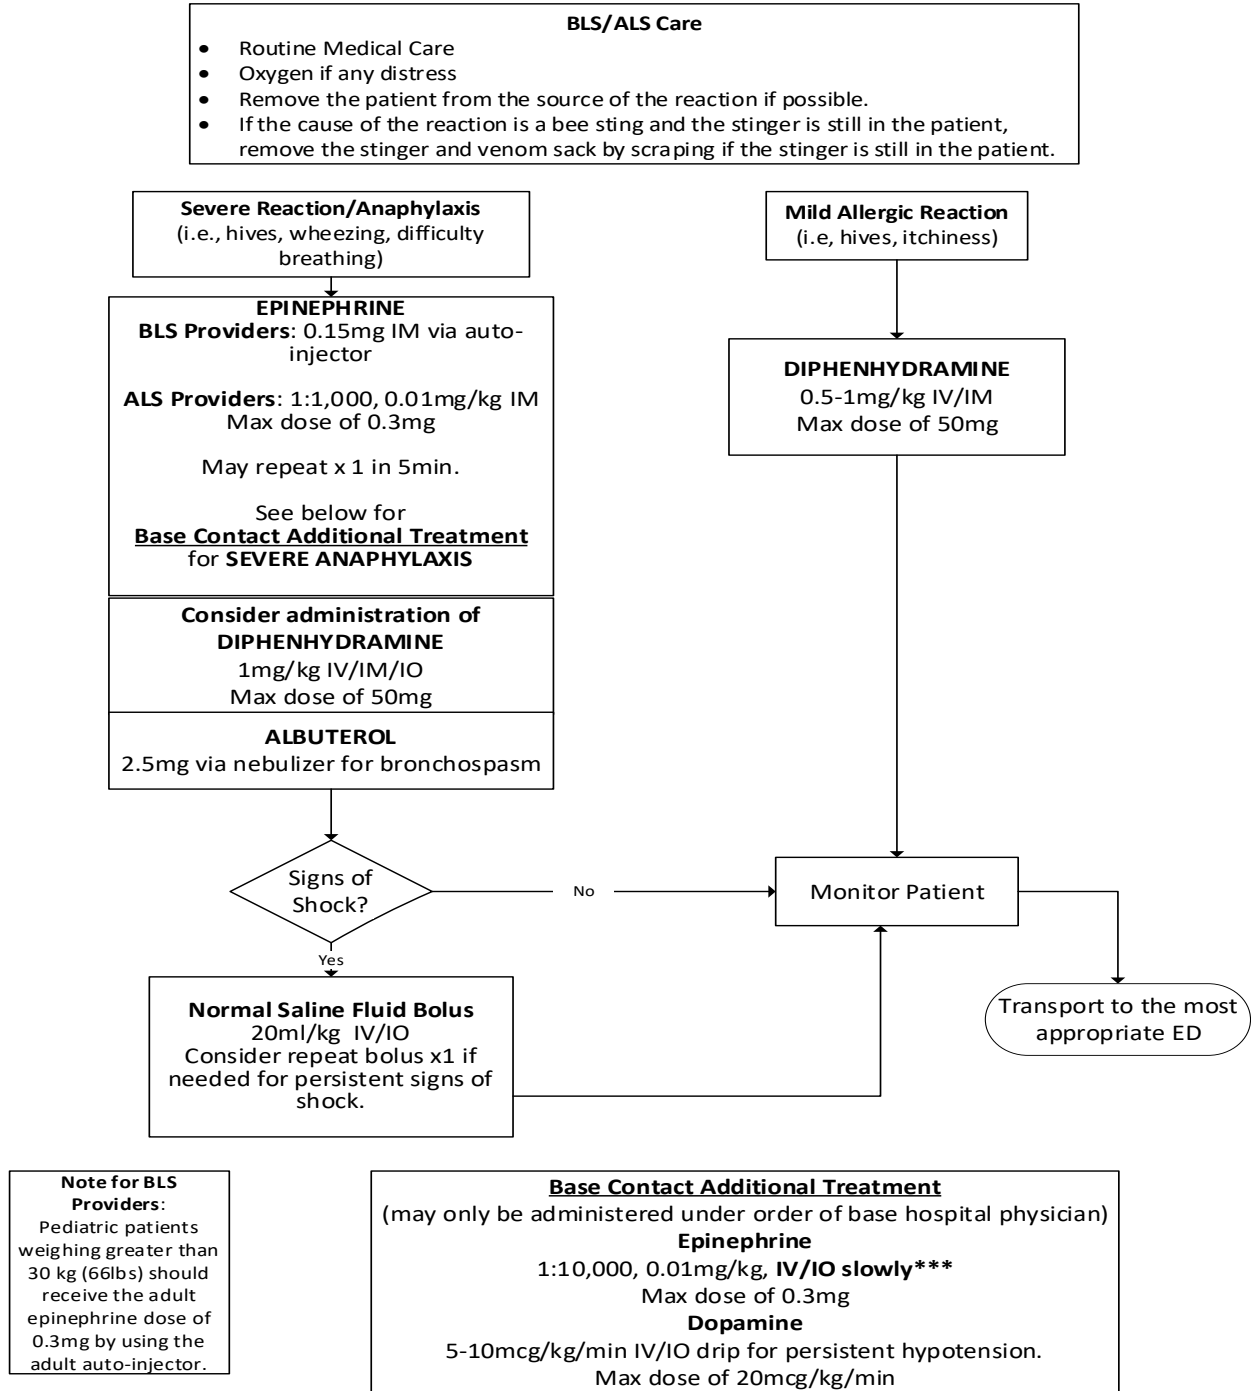 BLS/ALS Care
• Routine Medical Care
• Oxygen if any distress
• Remove the patient from the source of the reaction if possible.
• If the cause of the reaction is a bee sting and the stinger is still in the patient,
remove the stinger and venom sack by scraping if the stinger is still in the patient.
Severe Reaction/Anaphylaxis
(i.e., hives, wheezing, difficulty
breathing)
Mild Allergic Reaction
(i.e, hives, itchiness)
EPINEPHRINE
BLS Providers: 0.15mg IM via auto-
injector
ALS Providers: 1:1,000, 0.01mg/kg IM
Max dose of 0.3mg
May repeat x 1 in 5min.
See below for
Base Contact Additional Treatment
for SEVERE ANAPHYLAXIS
DIPHENHYDRAMINE
0.5-1mg/kg IV/IM
Max dose of 50mg
Consider administration of
DIPHENHYDRAMINE
1mg/kg IV/IM/IO
Max dose of 50mg
ALBUTEROL
2.5mg via nebulizer for bronchospasm
Signs of
Shock?
No
Monitor Patient
Yes
Normal Saline Fluid Bolus
20ml/kg IV/IO
Consider repeat bolus x1 if
needed for persistent signs of
shock.
Transport to the most
appropriate ED
Note for BLS
Providers:
Pediatric patients
weighing greater than
30 kg (66lbs) should
receive the adult
epinephrine dose of
0.3mg by using the
adult auto-injector.
Base Contact Additional Treatment
(may only be administered under order of base hospital physician)
Epinephrine
1:10,000, 0.01mg/kg, IV/IO slowly***
Max dose of 0.3mg
Dopamine
5-10mcg/kg/min IV/IO drip for persistent hypotension.
Max dose of 20mcg/kg/min